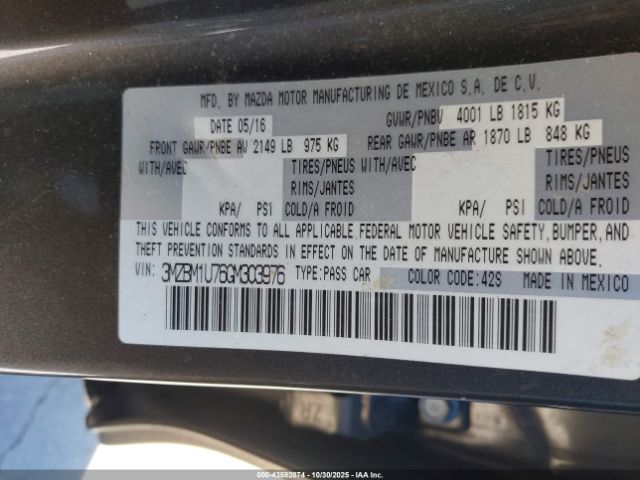 MFD. BY MAZDA MOTOR MANUFACTURING DE MEXICO S.A. DE C.V.
DATE 05/16 GVWR/PNBV 4001 LB 1815 KG
FRONT GAWR/PNBE AV 2149 LB 975 KG REAR GAWR/PNBE AR 1870 LB 848 KG
WITH/AVEC TIRES/PNEUS WITH/AVEC TIRES/PNEUS
RIMS/JANTES RIMS/JANTES
KPA/ PSI COLD/A FROID KPA/ PSI COLD/A FROID
THIS VEHICLE CONFORMS TO ALL APPLICABLE FEDERAL MOTOR VEHICLE SAFETY, BUMPER, AND
THEFT PREVENTION STANDARDS IN EFFECT ON THE DATE OF MANUFACTURE SHOWN ABOVE.
VIN: 3MZBM1U76GM303976 TYPE: PASS CAR COLOR CODE: 42S MADE IN MEXICO
ZR
000-43582874 10/30/2025 COPYRIGHT IAA, LLC.